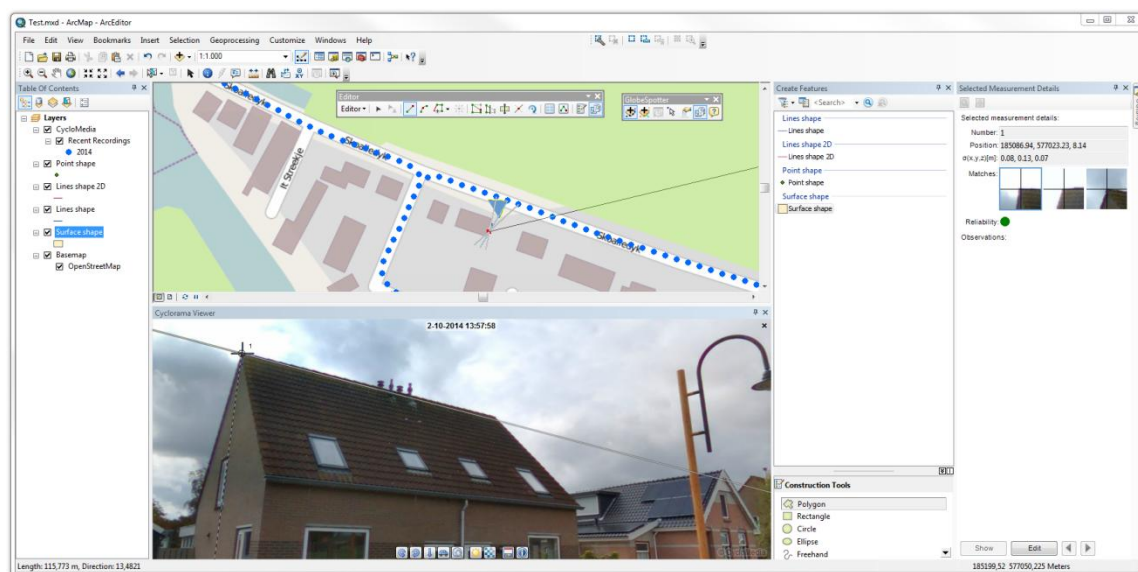 Test.mxd - ArcMap - ArcEditor
File Edit View Bookmarks Insert Selection Geoprocessing Customize Windows Help
1:1.000
Table Of Contents
Layers
CycloMedia
Recent Recordings
2014
Point shape
Lines shape 2D
Lines shape
Surface shape
Basemap
OpenStreetMap
Editor
Editor
GlobeSpotter
It Streekje
Skoalledyk
Skoalledyk
Cyclorama Viewer
2-10-2014 13:57:58
1
Create Features
<Search>
Lines shape
Lines shape
Lines shape 2D
Lines shape 2D
Point shape
Point shape
Surface shape
Surface shape
Construction Tools
Polygon
Rectangle
Circle
Ellipse
Freehand
Selected Measurement Details
Selected measurement details:
Number: 1
Position: 185086.94, 577023.23, 8.14
σ(x,y,z)[m]: 0.08, 0.13, 0.07
Matches:
Reliability:
Observations:
Show Edit
Length: 115,773 m, Direction: 13,4821
185199,52 577050,225 Meters